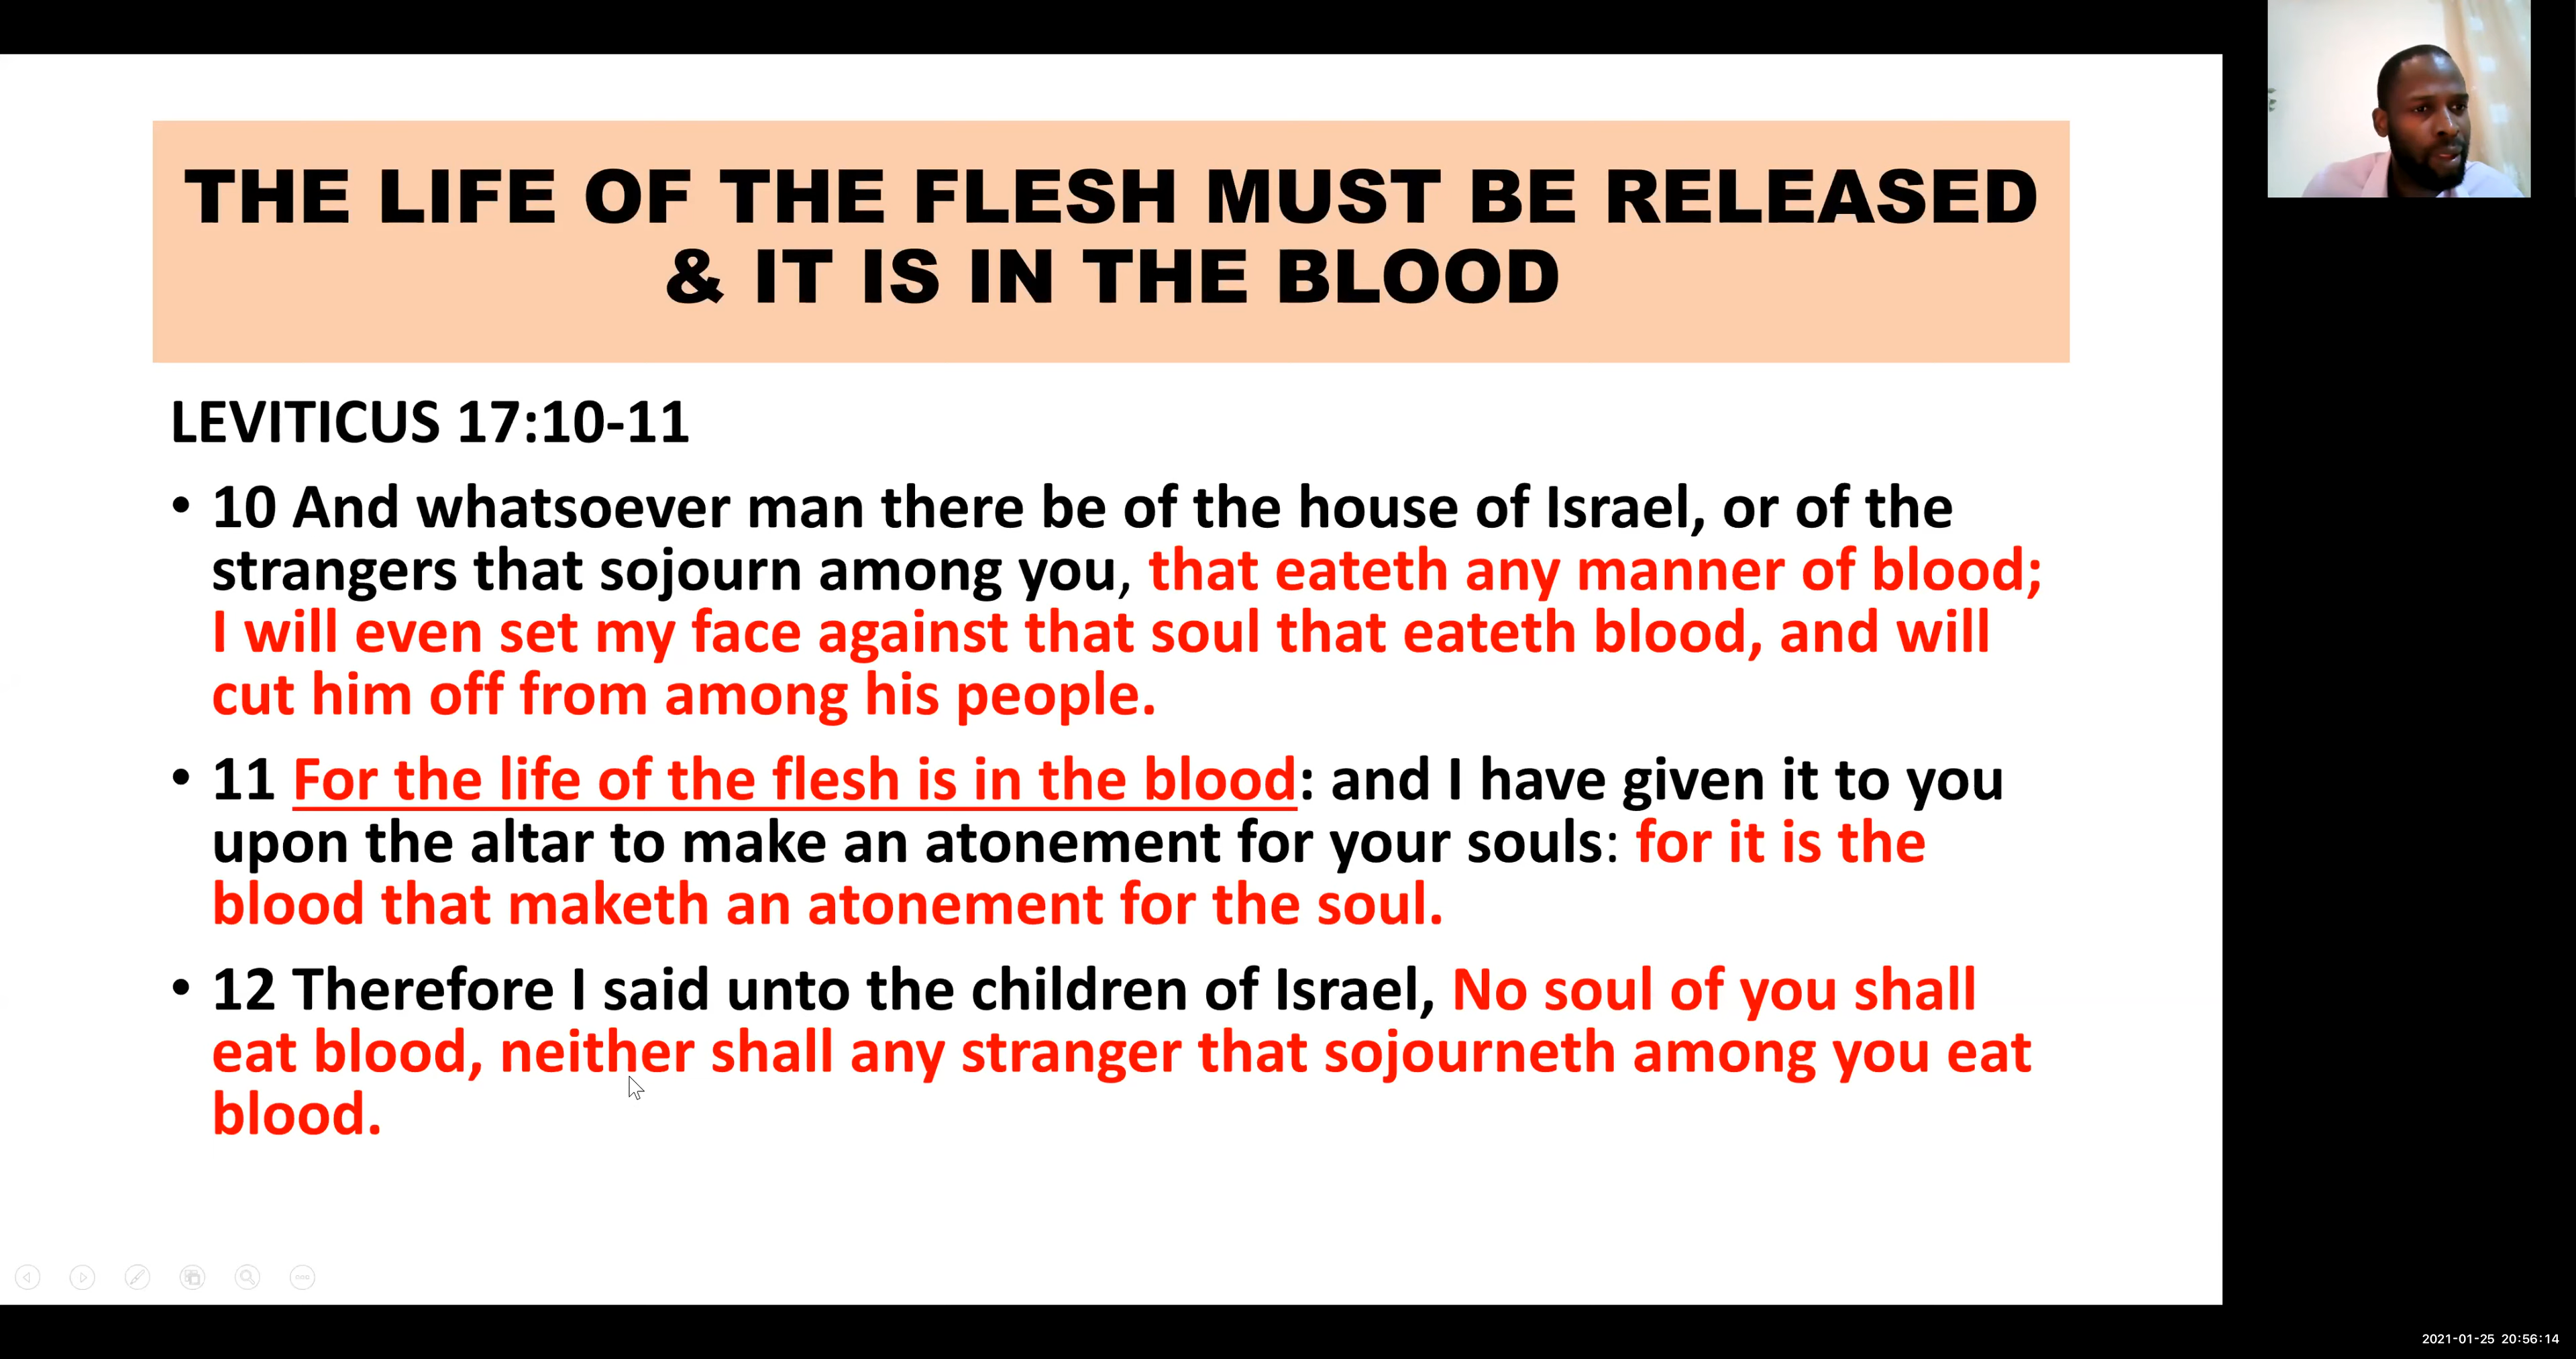 THE LIFE OF THE FLESH MUST BE RELEASED
& IT IS IN THE BLOOD
LEVITICUS 17:10-11
• 10 And whatsoever man there be of the house of Israel, or of the
strangers that sojourn among you, that eateth any manner of blood;
I will even set my face against that soul that eateth blood, and will
cut him off from among his people.
• 11 For the life of the flesh is in the blood: and I have given it to you
upon the altar to make an atonement for your souls: for it is the
blood that maketh an atonement for the soul.
• 12 Therefore I said unto the children of Israel, No soul of you shall
eat blood, neither shall any stranger that sojourneth among you eat
blood.
2021-01-25 20:56:14